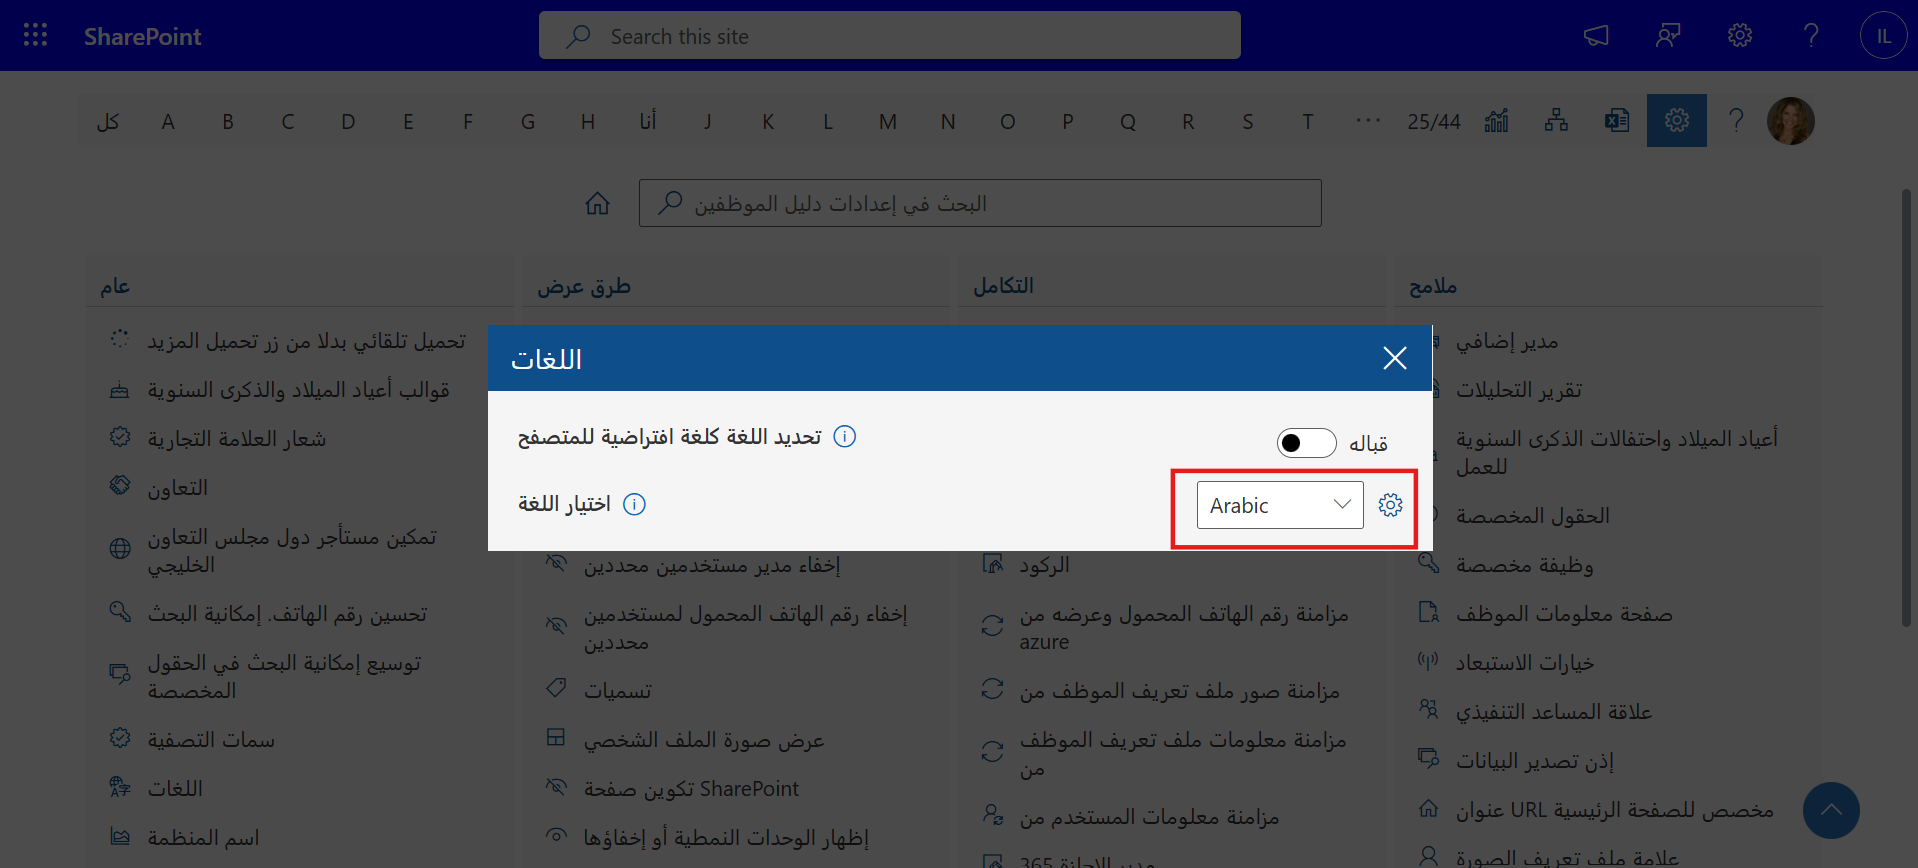 SharePoint
Search this site
IL
كل A B C D E F G H أنا J K L M N O P Q R S T ··· 25/44
البحث في إعدادات دليل الموظفين
عام
تحميل تلقائي بدلا من زر تحميل المزيد
قوالب أعياد الميلاد والذكرى السنوية
شعار العلامة التجارية
التعاون
تمكين مستأجر دول مجلس التعاون
الخليجي
تحسين رقم الهاتف. إمكانية البحث
توسيع إمكانية البحث في الحقول
المخصصة
سمات التصفية
اللغات
اسم المنظمة
طرق عرض
اللغات
تحديد اللغة كلغة افتراضية للمتصفح
قباله
اختيار اللغة
Arabic
إخفاء مدير مستخدمين محددين
إخفاء رقم الهاتف المحمول لمستخدمين
محددين
تسميات
عرض صورة الملف الشخصي
تكوين صفحة SharePoint
إظهار الوحدات النمطية أو إخفاؤها
التكامل
الركود
مزامنة رقم الهاتف المحمول وعرضه من
azure
مزامنة صور ملف تعريف الموظف من
مزامنة معلومات ملف تعريف الموظف
من
مزامنة معلومات المستخدم من
مدير الإجازة 365
ملامح
مدير إضافي
تقرير التحليلات
أعياد الميلاد واحتفالات الذكرى السنوية
للعمل
الحقول المخصصة
وظيفة مخصصة
صفحة معلومات الموظف
خيارات الاستبعاد
علاقة المساعد التنفيذي
إذن تصدير البيانات
عنوان URL مخصص للصفحة الرئيسية
علامة ملف تعريف الصورة